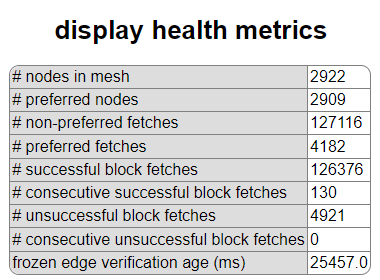 display health metrics
# nodes in mesh 2922
# preferred nodes 2909
# non-preferred fetches 127116
# preferred fetches 4182
# successful block fetches 126376
# consecutive successful block fetches 130
# unsuccessful block fetches 4921
# consecutive unsuccessful block fetches 0
frozen edge verification age (ms) 25457.0